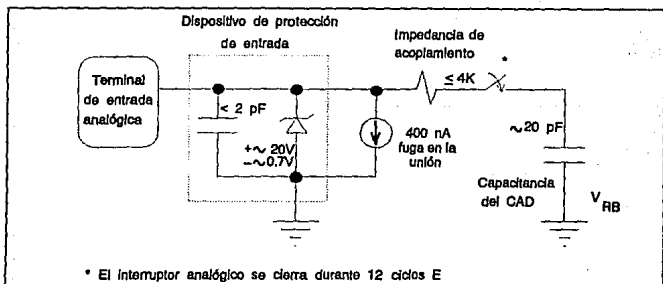 Dispositivo de protección
de entrada
Impedancia de
acoplamiento
*
≤4K
Terminal
de entrada
analógica
< 2 pF
+~ 20V
-~0.7V
400 nA
fuga en la
unión
~20 pF
Capacitancia
del CAD
V RB
* El interruptor analógico se cierra durante 12 ciclos E